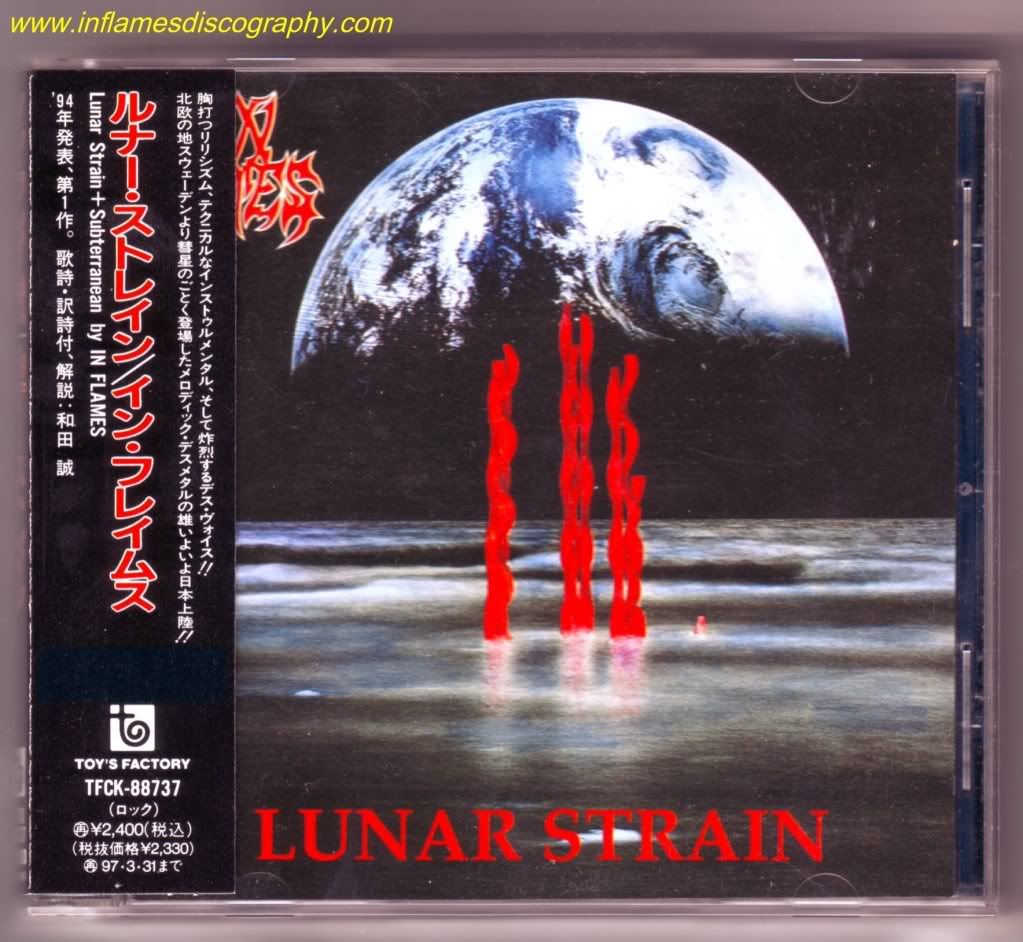 www.inflamesdiscography.com
胸打つリリシズム、テクニカルなインストゥルメンタル、そして炸烈するデス・ヴォイス!!
北欧の地スウェーデンより彗星のごとく登場したメロディック・デスメタルの雄いよいよ日本上陸!!
ルナー・ストレイン/イン・フレイムス
Lunar Strain+Subterranean by IN FLAMES
'94年発表、第1作。歌詩・訳詩付、解説:和田 誠
TOY'S FACTORY
TFCK-88737
(ロック)
再¥2,400(税込)
(税抜価格¥2,330)
再97・3・31まで
LUNAR STRAIN